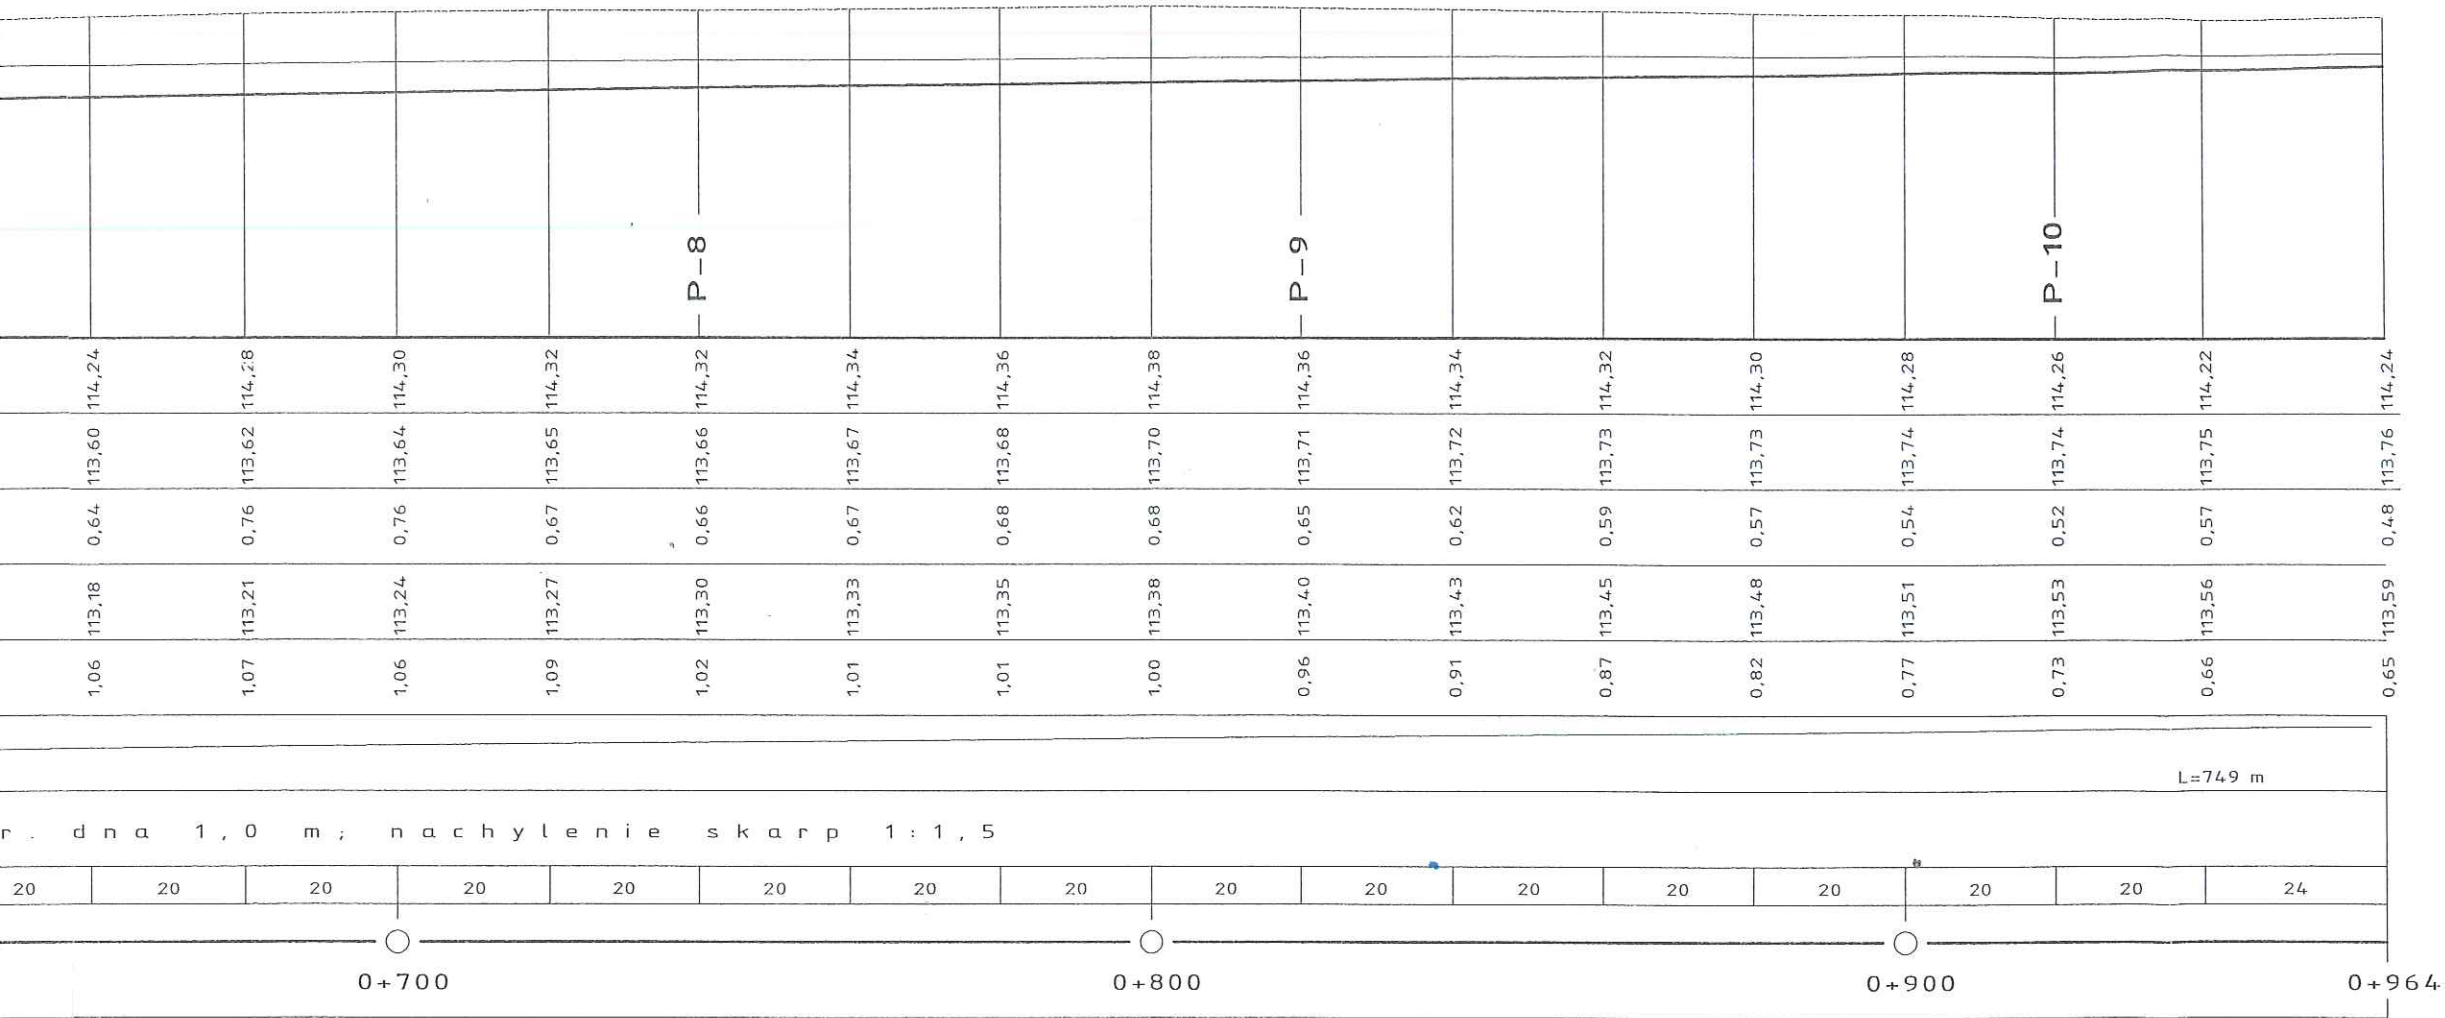 P-8 P-9 P-10
114,24 114,28 114,30 114,32 114,32 114,34 114,36 114,38 114,36 114,34 114,32 114,30 114,28 114,26 114,22 114,24
113,60 113,62 113,64 113,65 113,66 113,67 113,68 113,70 113,71 113,72 113,73 113,73 113,74 113,74 113,75 113,76
0,64 0,76 0,76 0,67 0,66 0,67 0,68 0,68 0,65 0,62 0,59 0,57 0,54 0,52 0,57 0,48
113,18 113,21 113,24 113,27 113,30 113,33 113,35 113,38 113,40 113,43 113,45 113,48 113,51 113,53 113,56 113,59
1,06 1,07 1,06 1,09 1,02 1,01 1,01 1,00 0,96 0,91 0,87 0,82 0,77 0,73 0,66 0,65
L=749 m
r. dna 1,0 m; nachylenie skarp 1:1,5
20 20 20 20 20 20 20 20 20 20 20 20 20 20 20 24
0+700 0+800 0+900 0+964